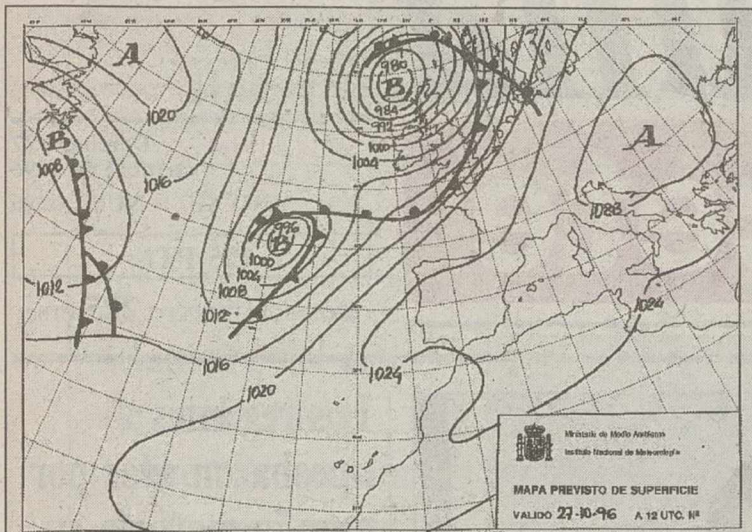 A
B
A
B
B
980
984
992
1000
1004
1020
1016
1008
1012
996
1000
1004
1008
1012
1016
1020
1024
1024
1028
Ministerio de Medio Ambiente
Instituto Nacional de Meteorología
MAPA PREVISTO DE SUPERFICIE
VALIDO 27-10-96 A 12 UTC. Nº